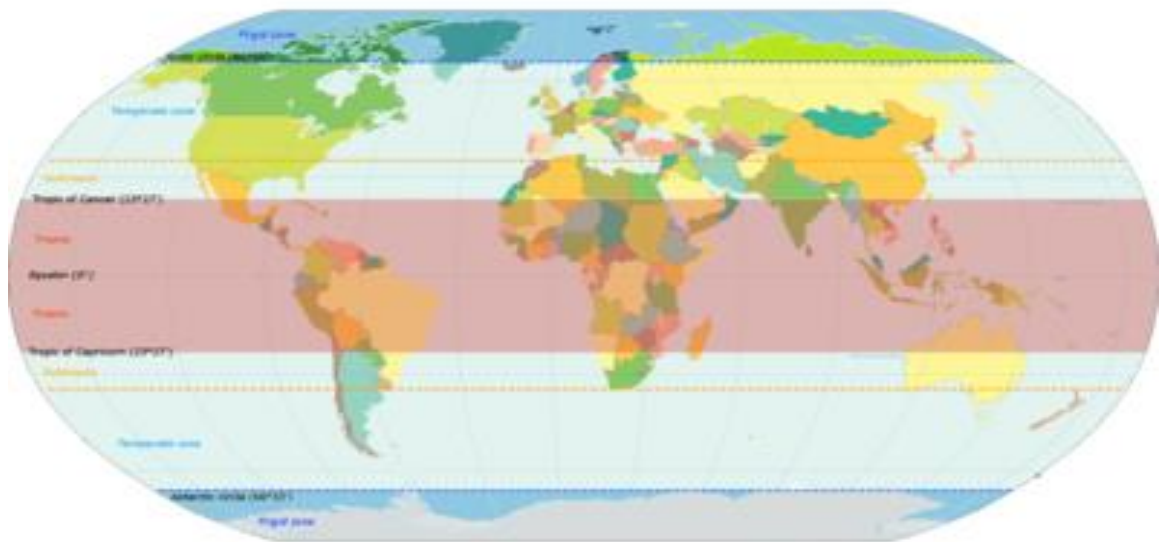 Frigid zone
Temperate zone
Subtropics
Tropic of Cancer (23°27')
Tropics
Equator (0°)
Tropics
Tropic of Capricorn (23°27')
Subtropics
Temperate zone
Antarctic circle (66°33')
Frigid zone